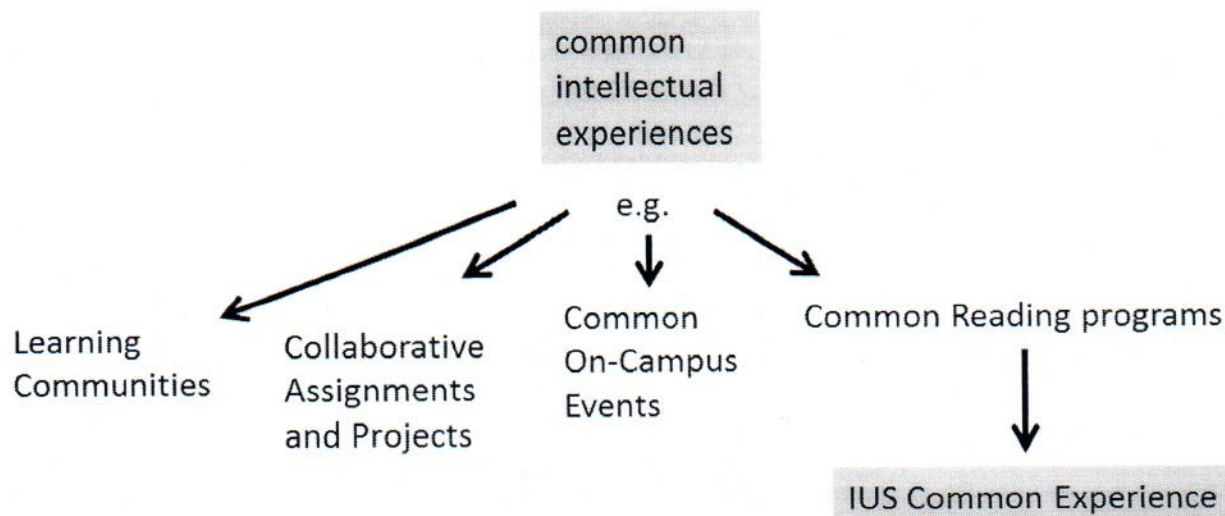 common
intellectual
experiences
e.g.
Learning
Communities
Collaborative
Assignments
and Projects
Common
On-Campus
Events
Common Reading programs
IUS Common Experience